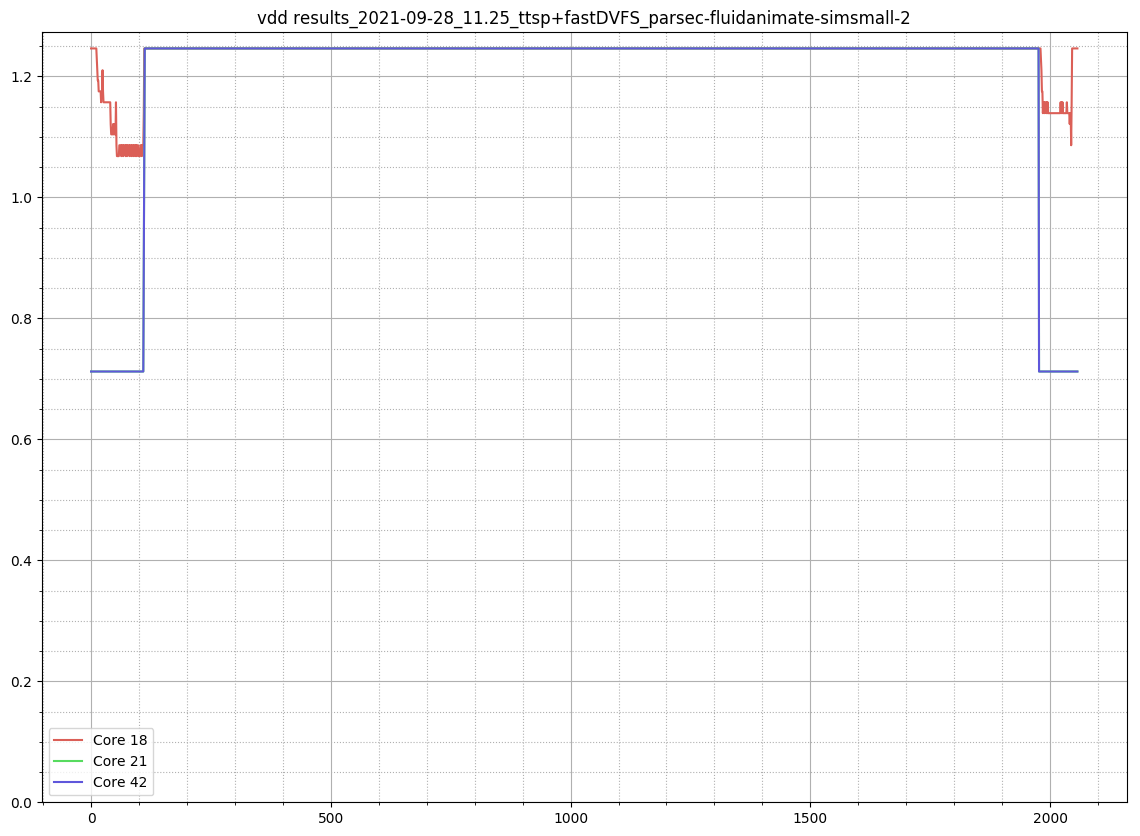 vdd results_2021-09-28_11.25_ttsp+fastDVFS_parsec-fluidanimate-simsmall-2
1.2
1.0
0.8
0.6
0.4
0.2
0.0
Core 18
Core 21
Core 42
0 500 1000 1500 2000